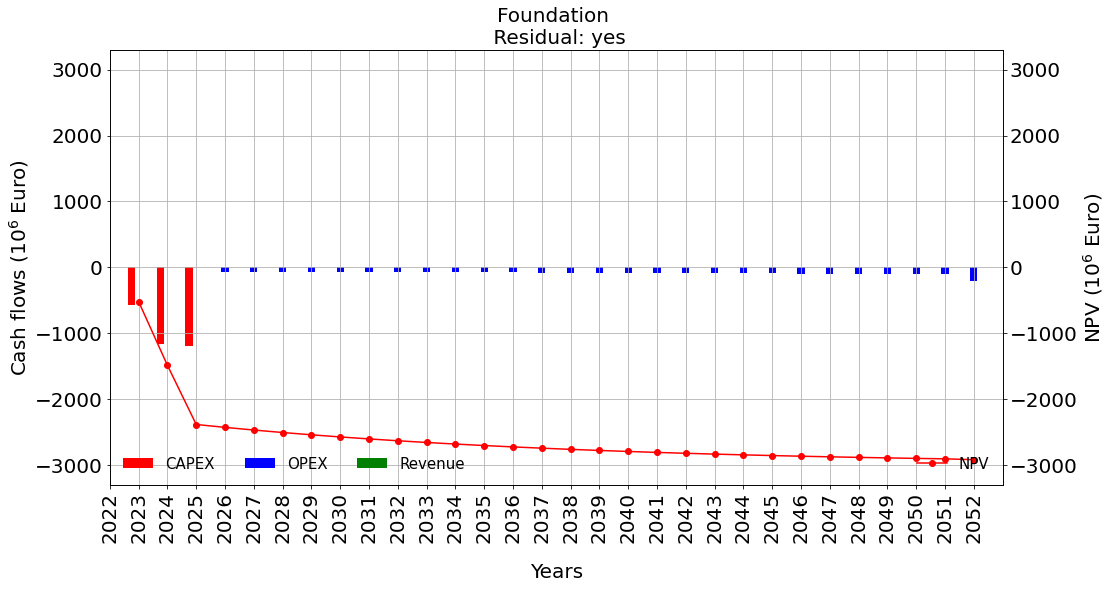 Foundation
Residual: yes
Cash flows (10⁶ Euro)
3000
2000
1000
0
−1000
−2000
−3000
3000
2000
1000
0
−1000
−2000
−3000
NPV (10⁶ Euro)
CAPEX OPEX Revenue NPV
2022 2023 2024 2025 2026 2027 2028 2029 2030 2031 2032 2033 2034 2035 2036 2037 2038 2039 2040 2041 2042 2043 2044 2045 2046 2047 2048 2049 2050 2051 2052
Years